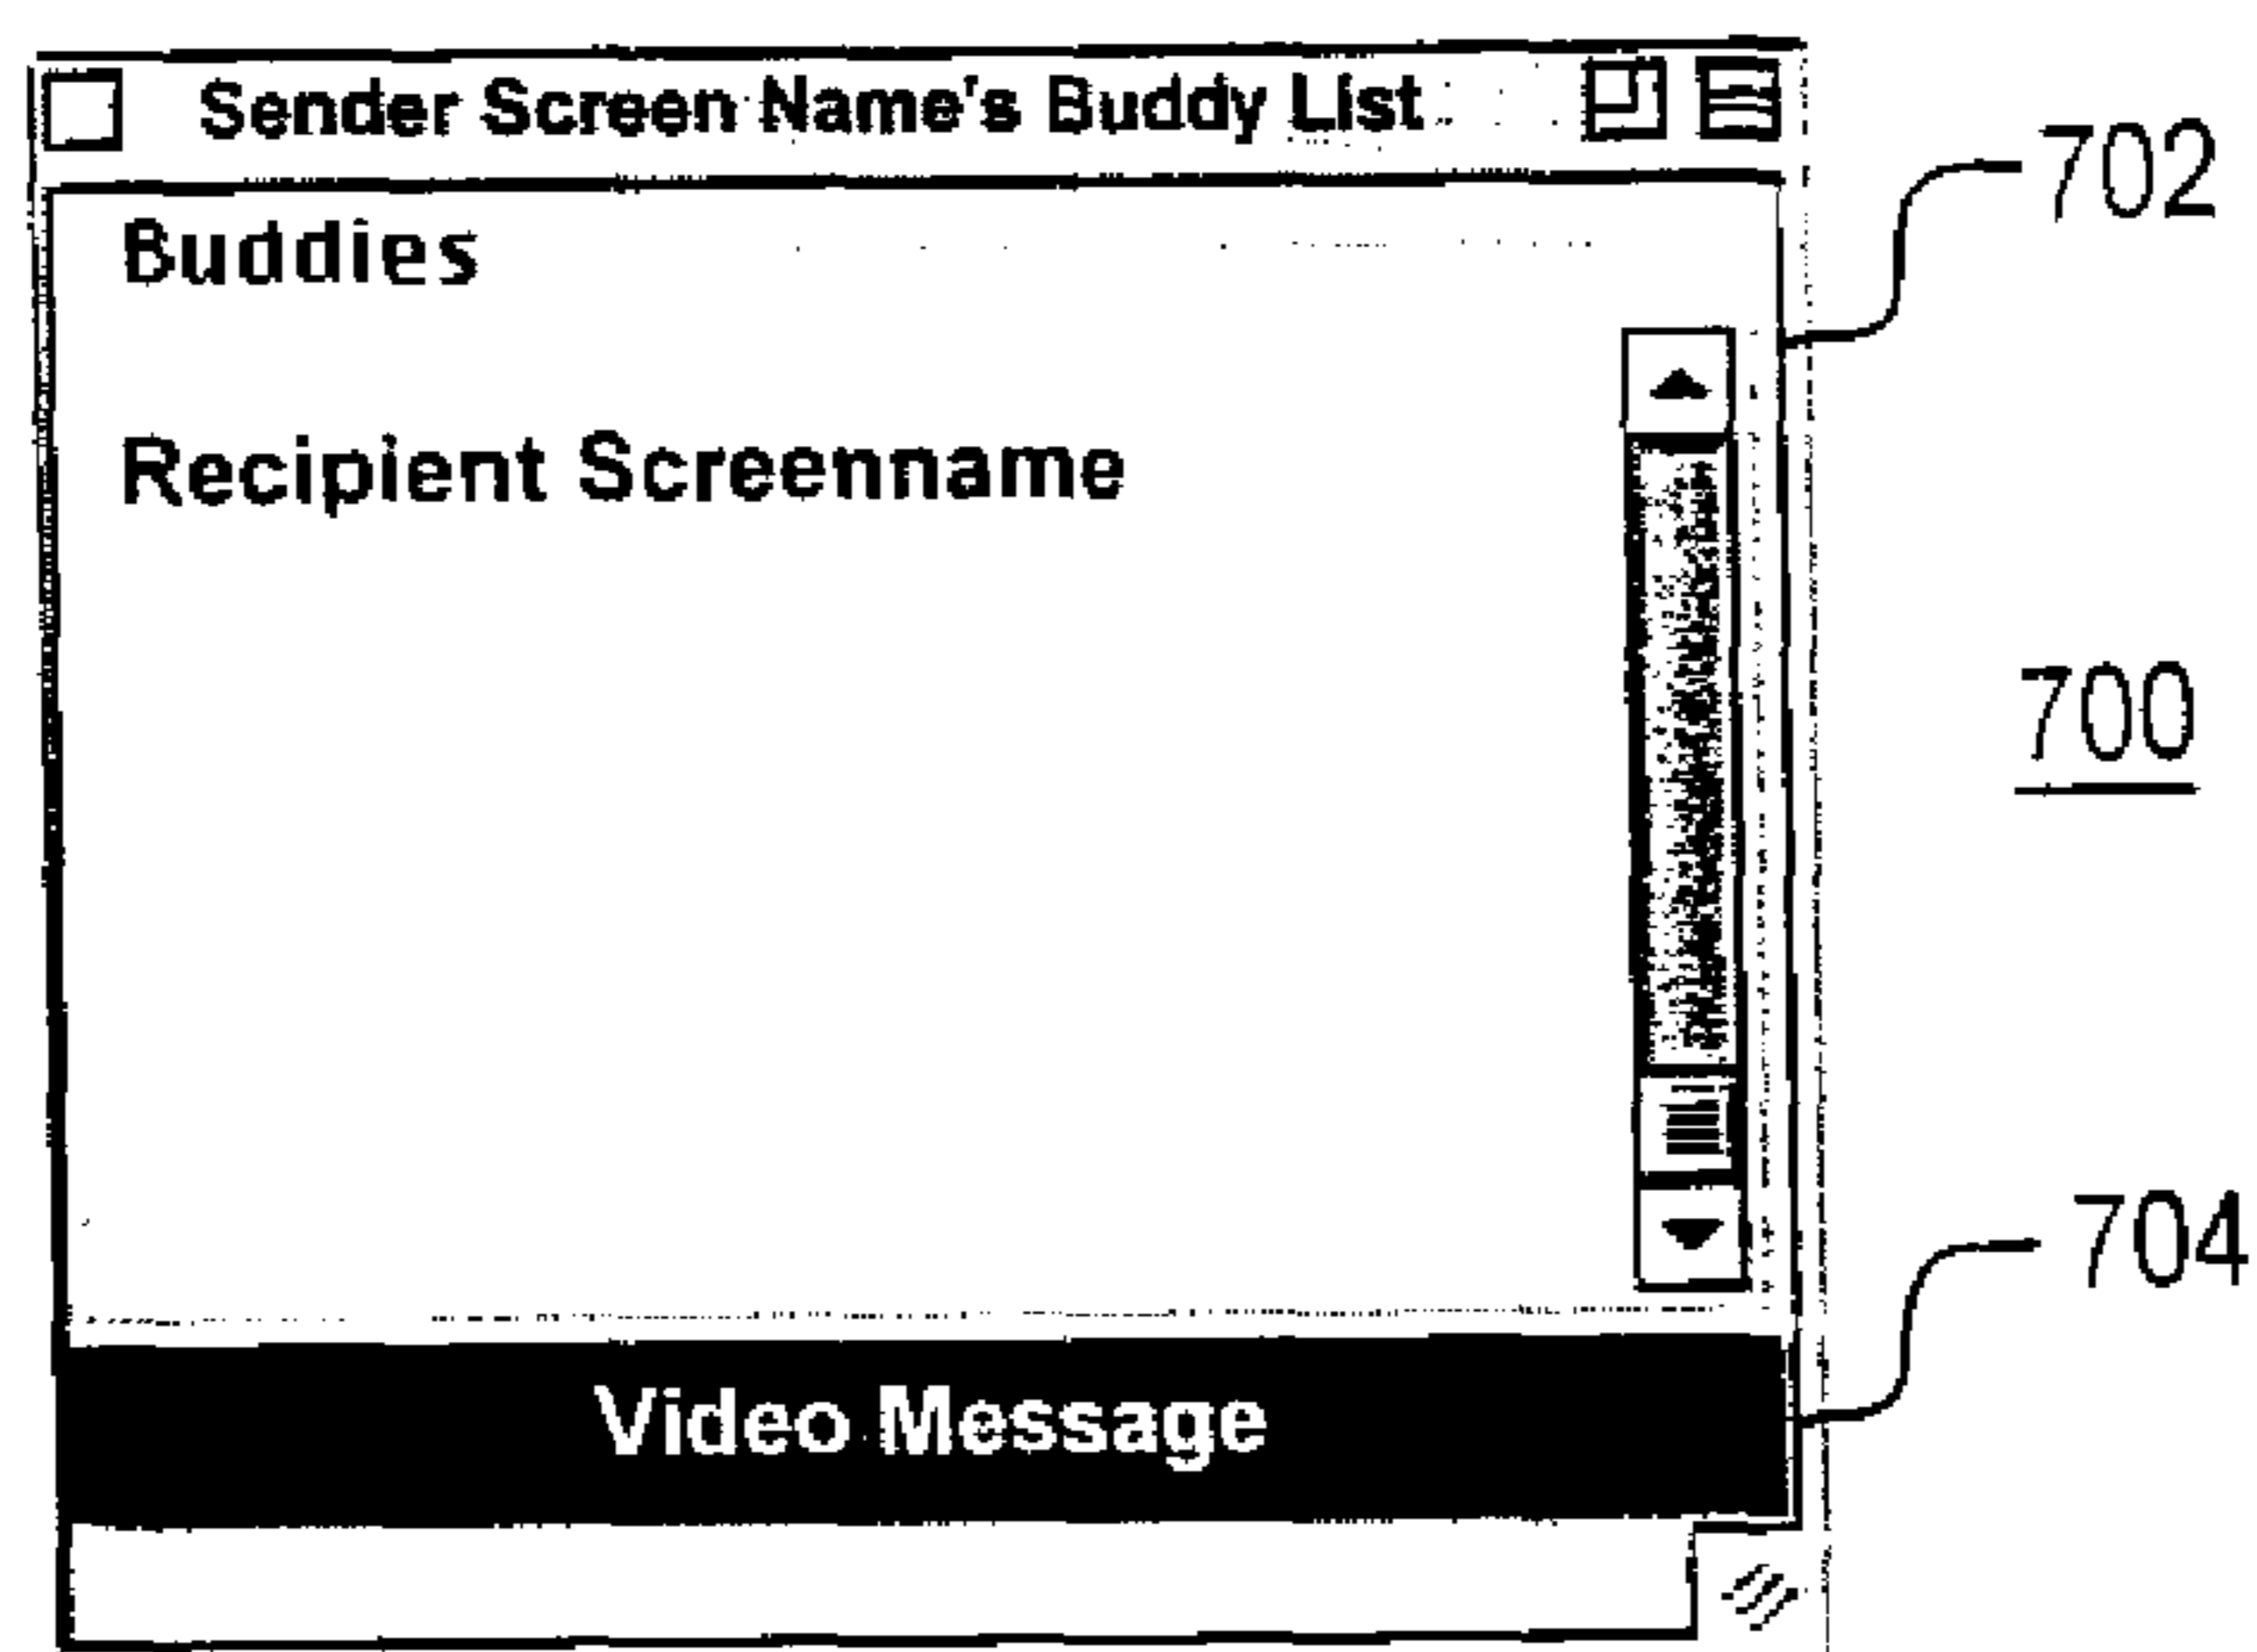 Sender Screen Name's Buddy List
702
Buddies
Recipient Screenname
700
704
Video Message